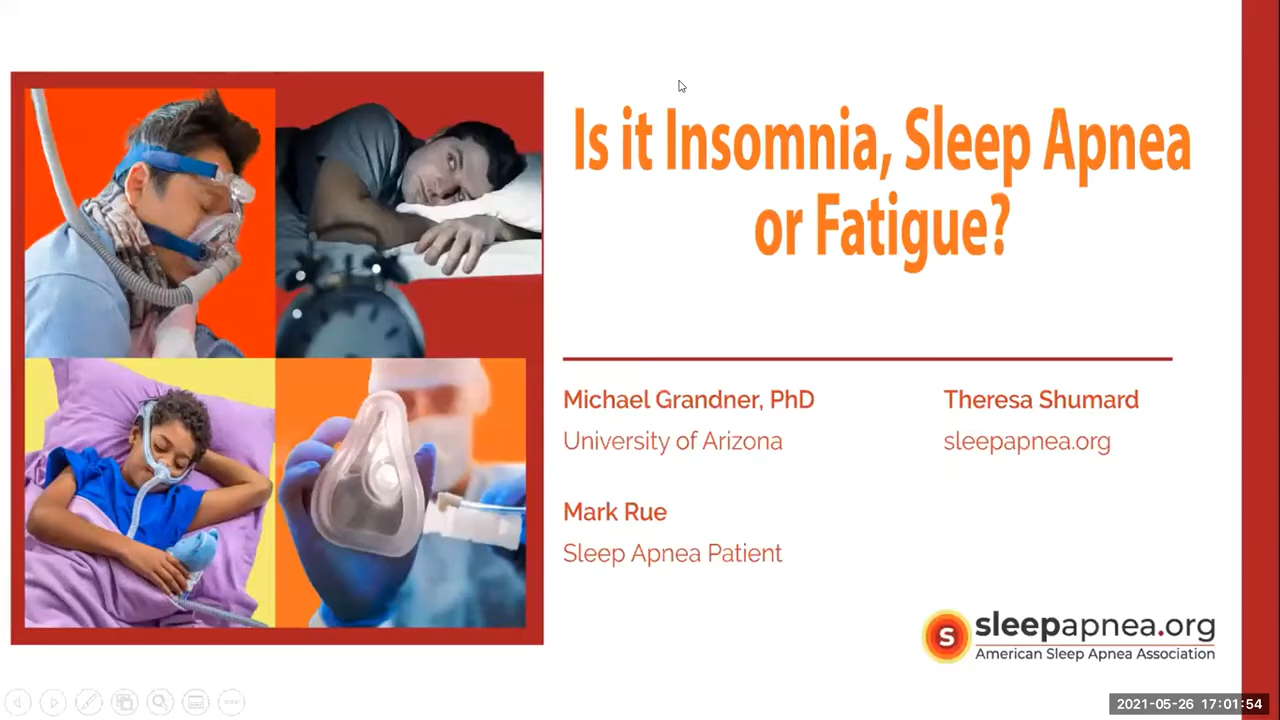 Is it Insomnia, Sleep Apnea
or Fatigue?
Michael Grandner, PhD
University of Arizona
Theresa Shumard
sleepapnea.org
Mark Rue
Sleep Apnea Patient
S
sleepapnea.org
American Sleep Apnea Association
2021-05-26 17:01:54